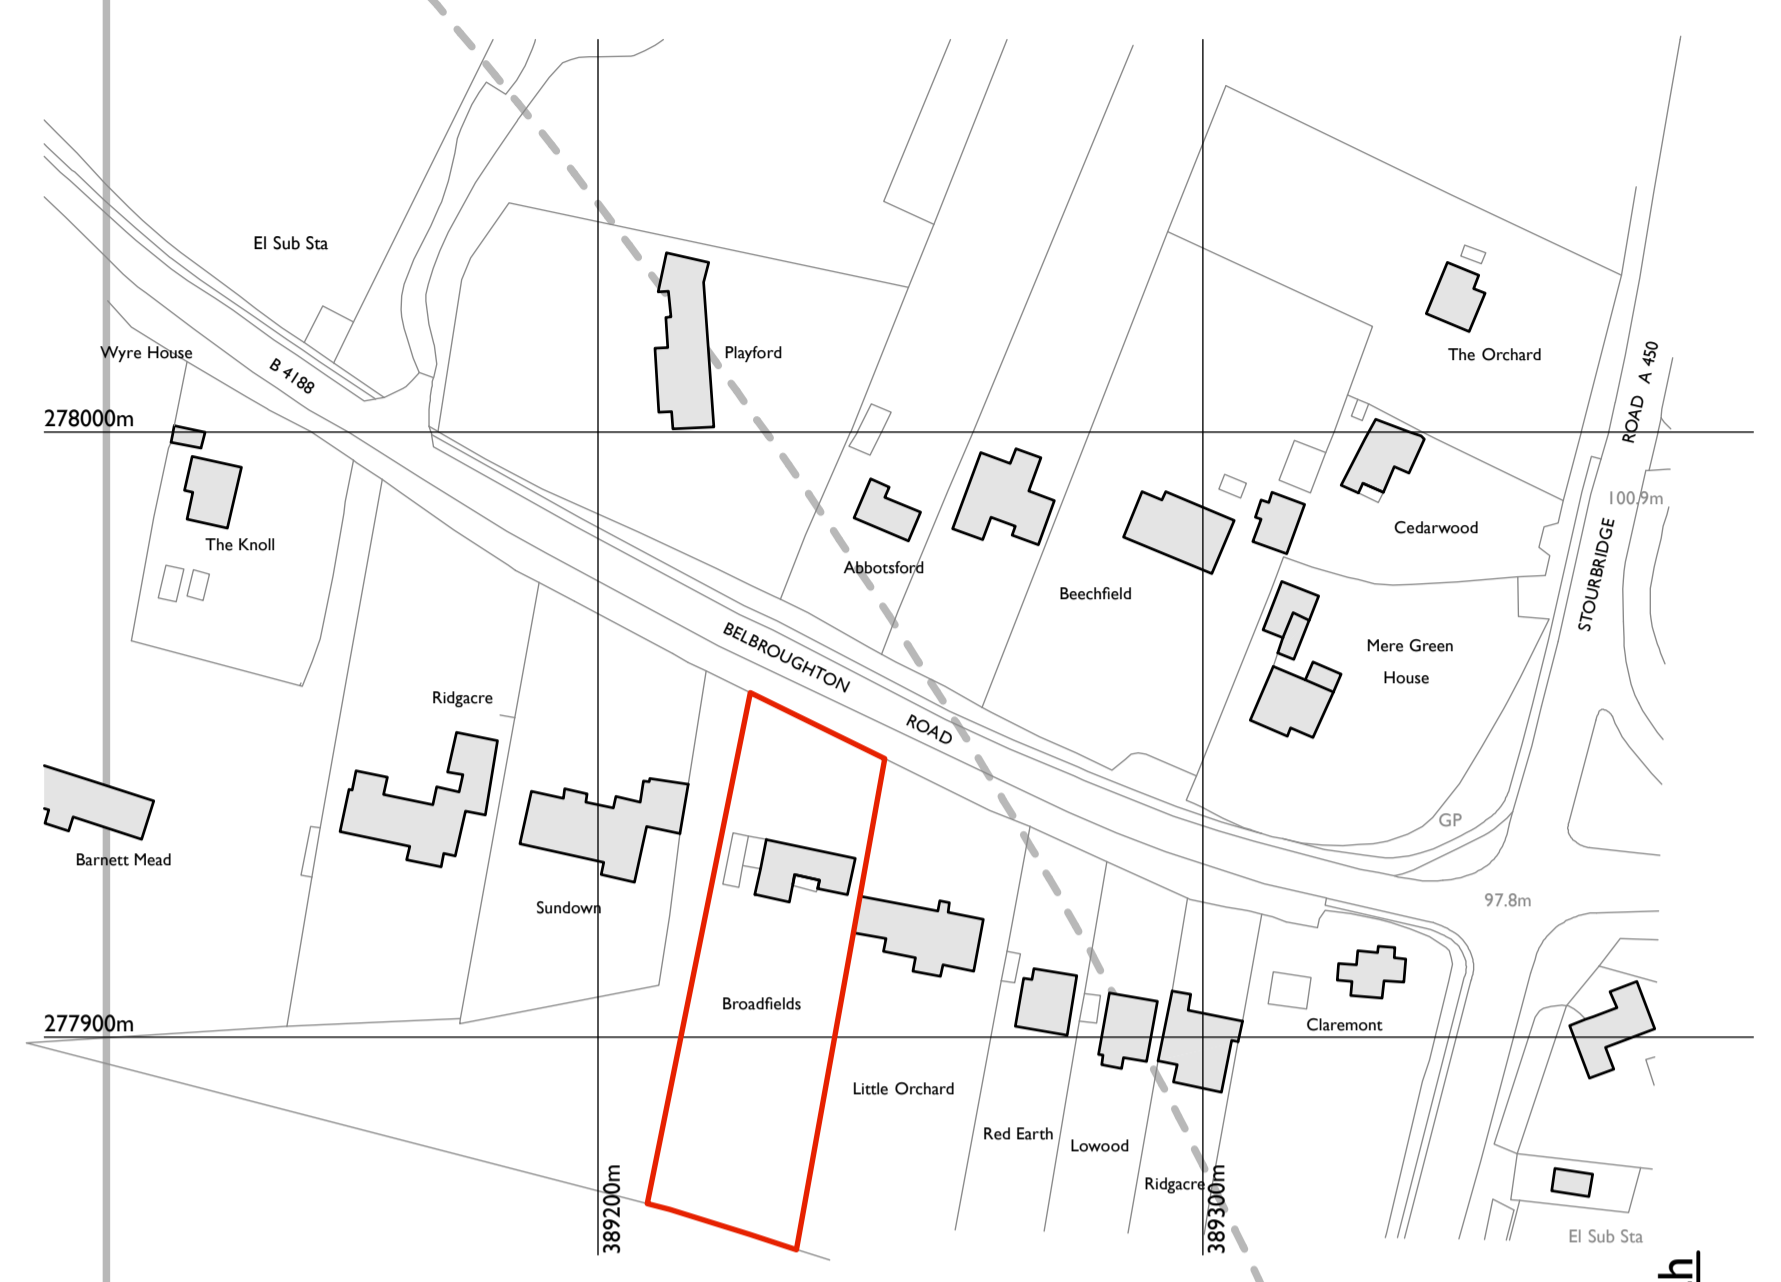 El Sub Sta
Wyre House
B 4188
Playford
The Orchard
ROAD A 450
278000m
100.9m
Cedarwood
The Knoll
Abbotsford
STOURBRIDGE
Beechfield
Mere Green
House
BELBROUGHTON
ROAD
Ridgacre
GP
Barnett Mead
Sundown
97.8m
Broadfields
277900m
Claremont
Little Orchard
Red Earth
Lowood
Ridgacre
389200m
389300m
El Sub Sta
h